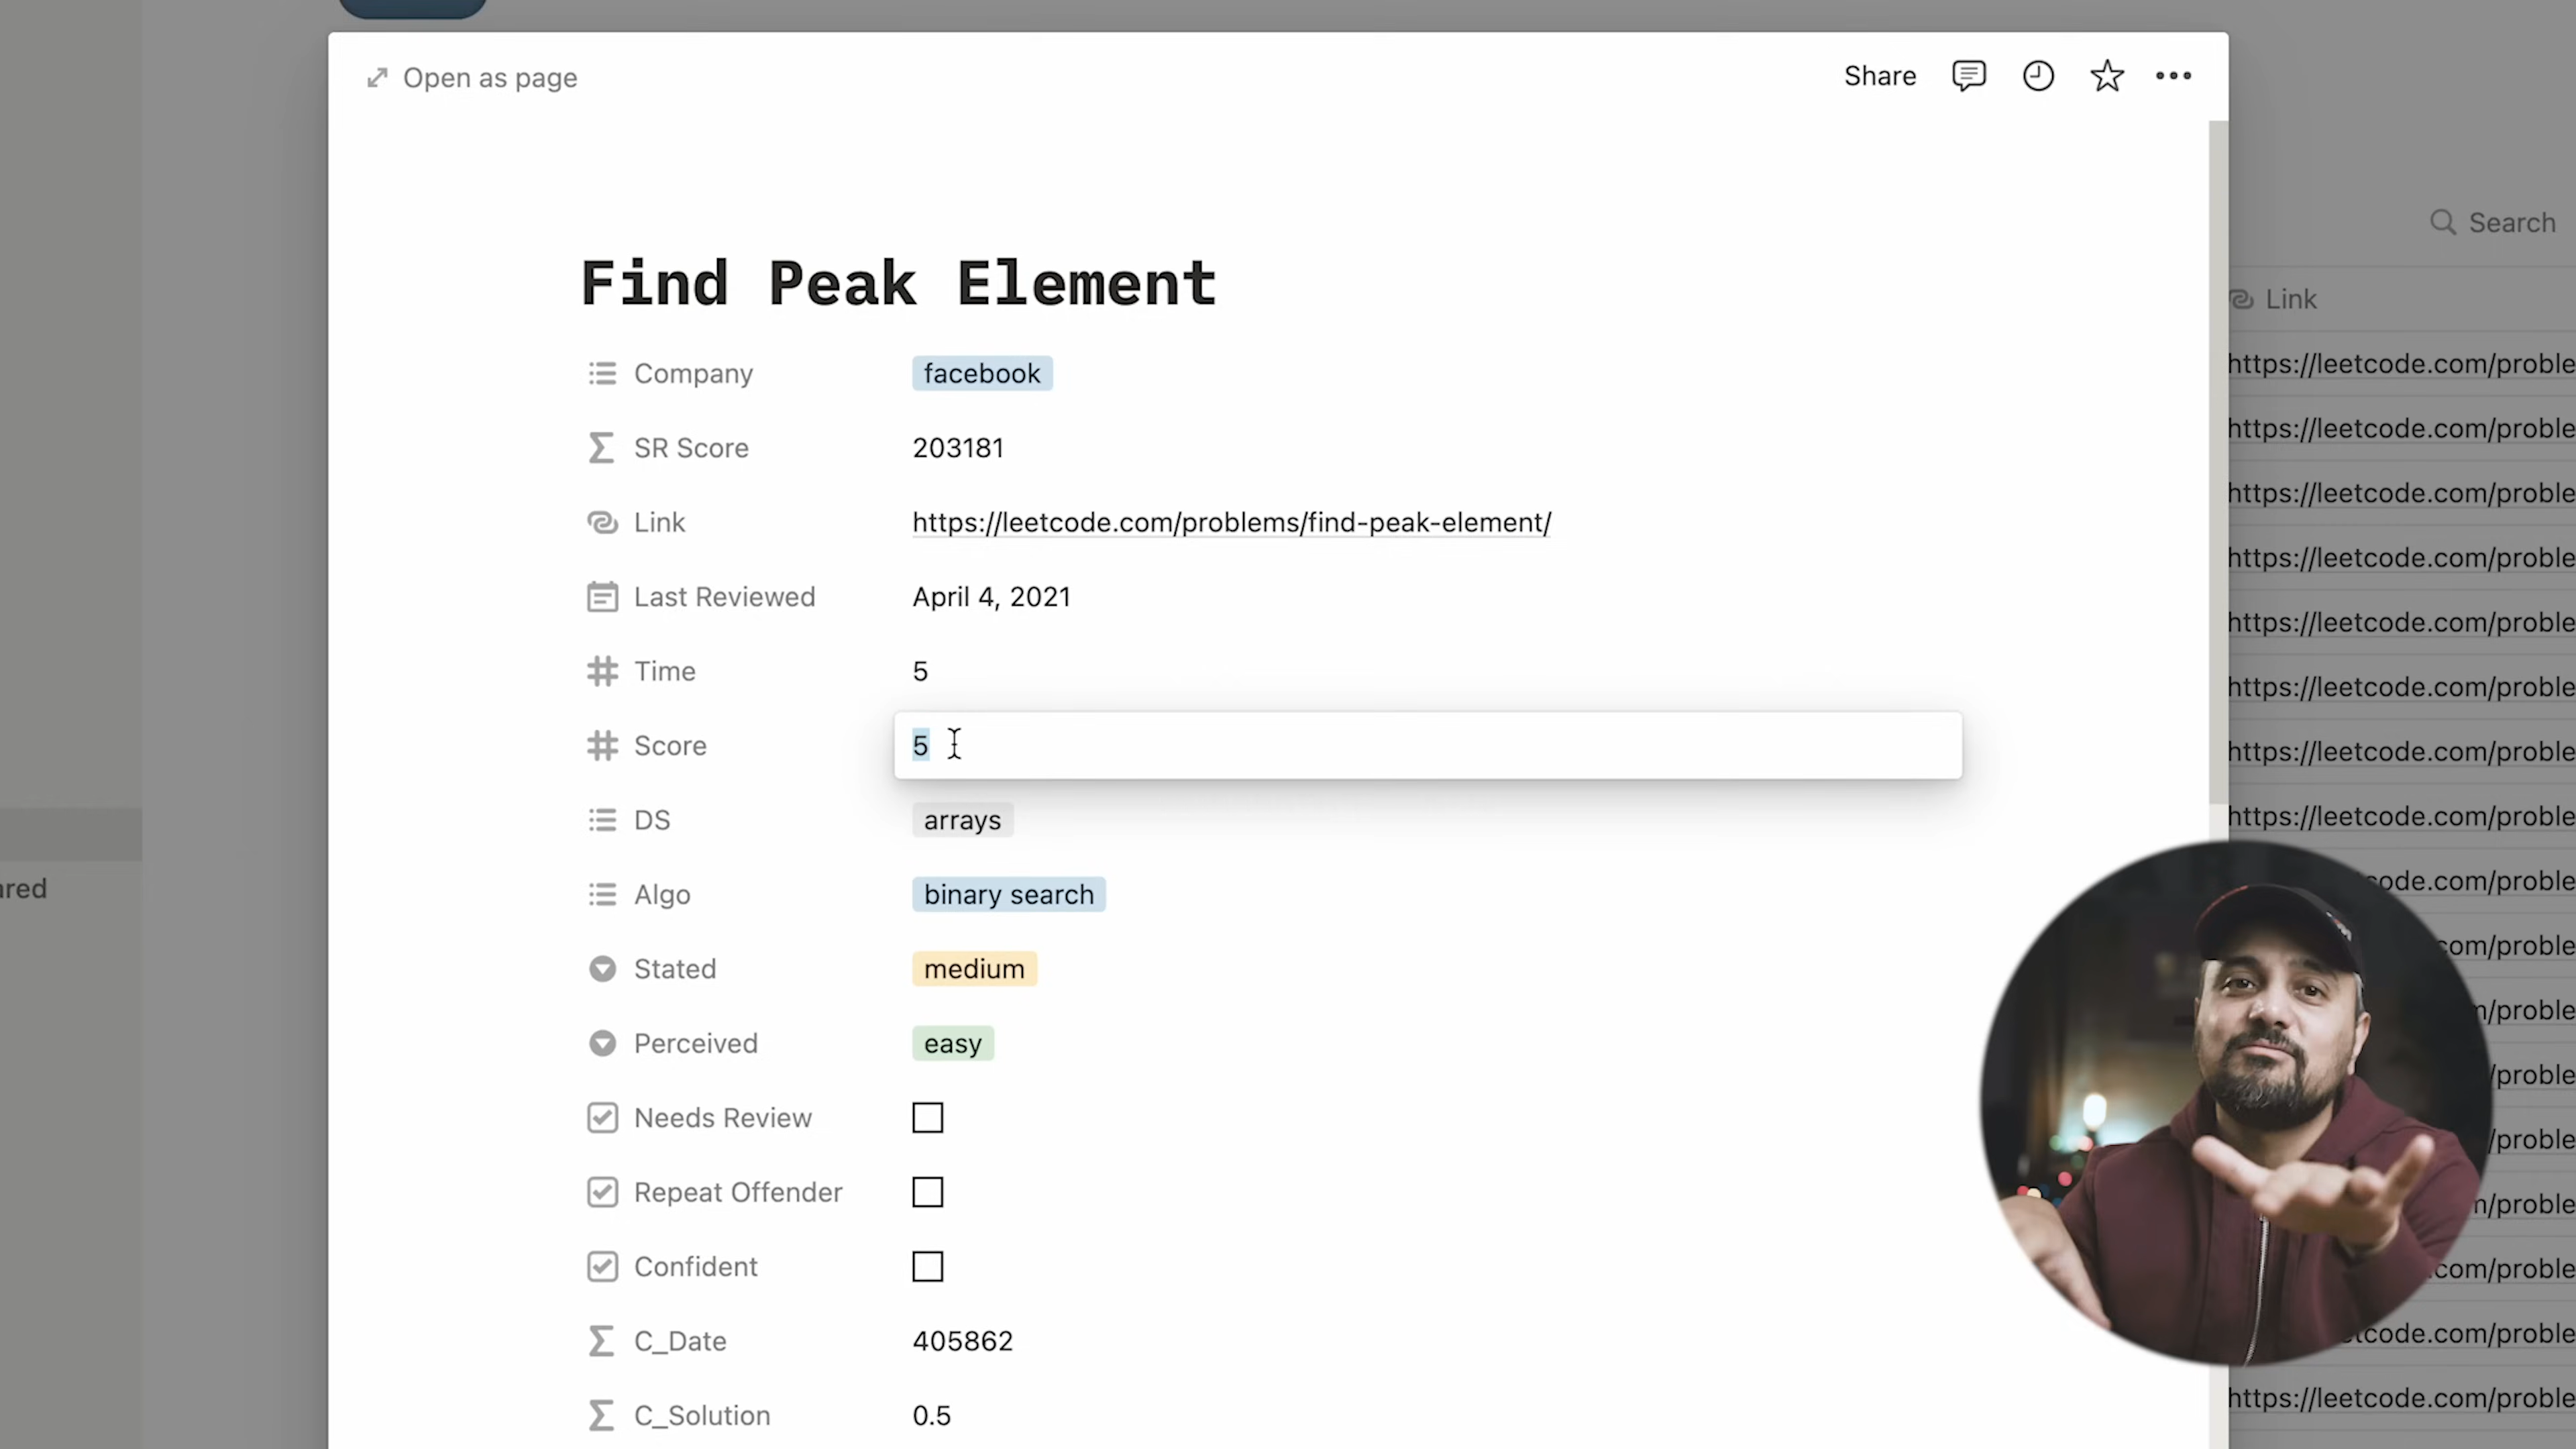 Open as page
Share
Search
Find Peak Element
Link
Company facebook
https://leetcode.com/proble
SR Score 203181
https://leetcode.com/proble
https://leetcode.com/proble
Link https://leetcode.com/problems/find-peak-element/
https://leetcode.com/proble
Last Reviewed April 4, 2021
https://leetcode.com/proble
Time 5
https://leetcode.com/proble
Score 5
https://leetcode.com/proble
DS arrays
https://leetcode.com/proble
ared
Algo binary search
code.com/proble
com/proble
Stated medium
n/proble
Perceived easy
/proble
Needs Review
/proble
Repeat Offender
n/proble
Confident
com/proble
C_Date 405862
tcode.com/proble
C_Solution 0.5
https://leetcode.com/proble